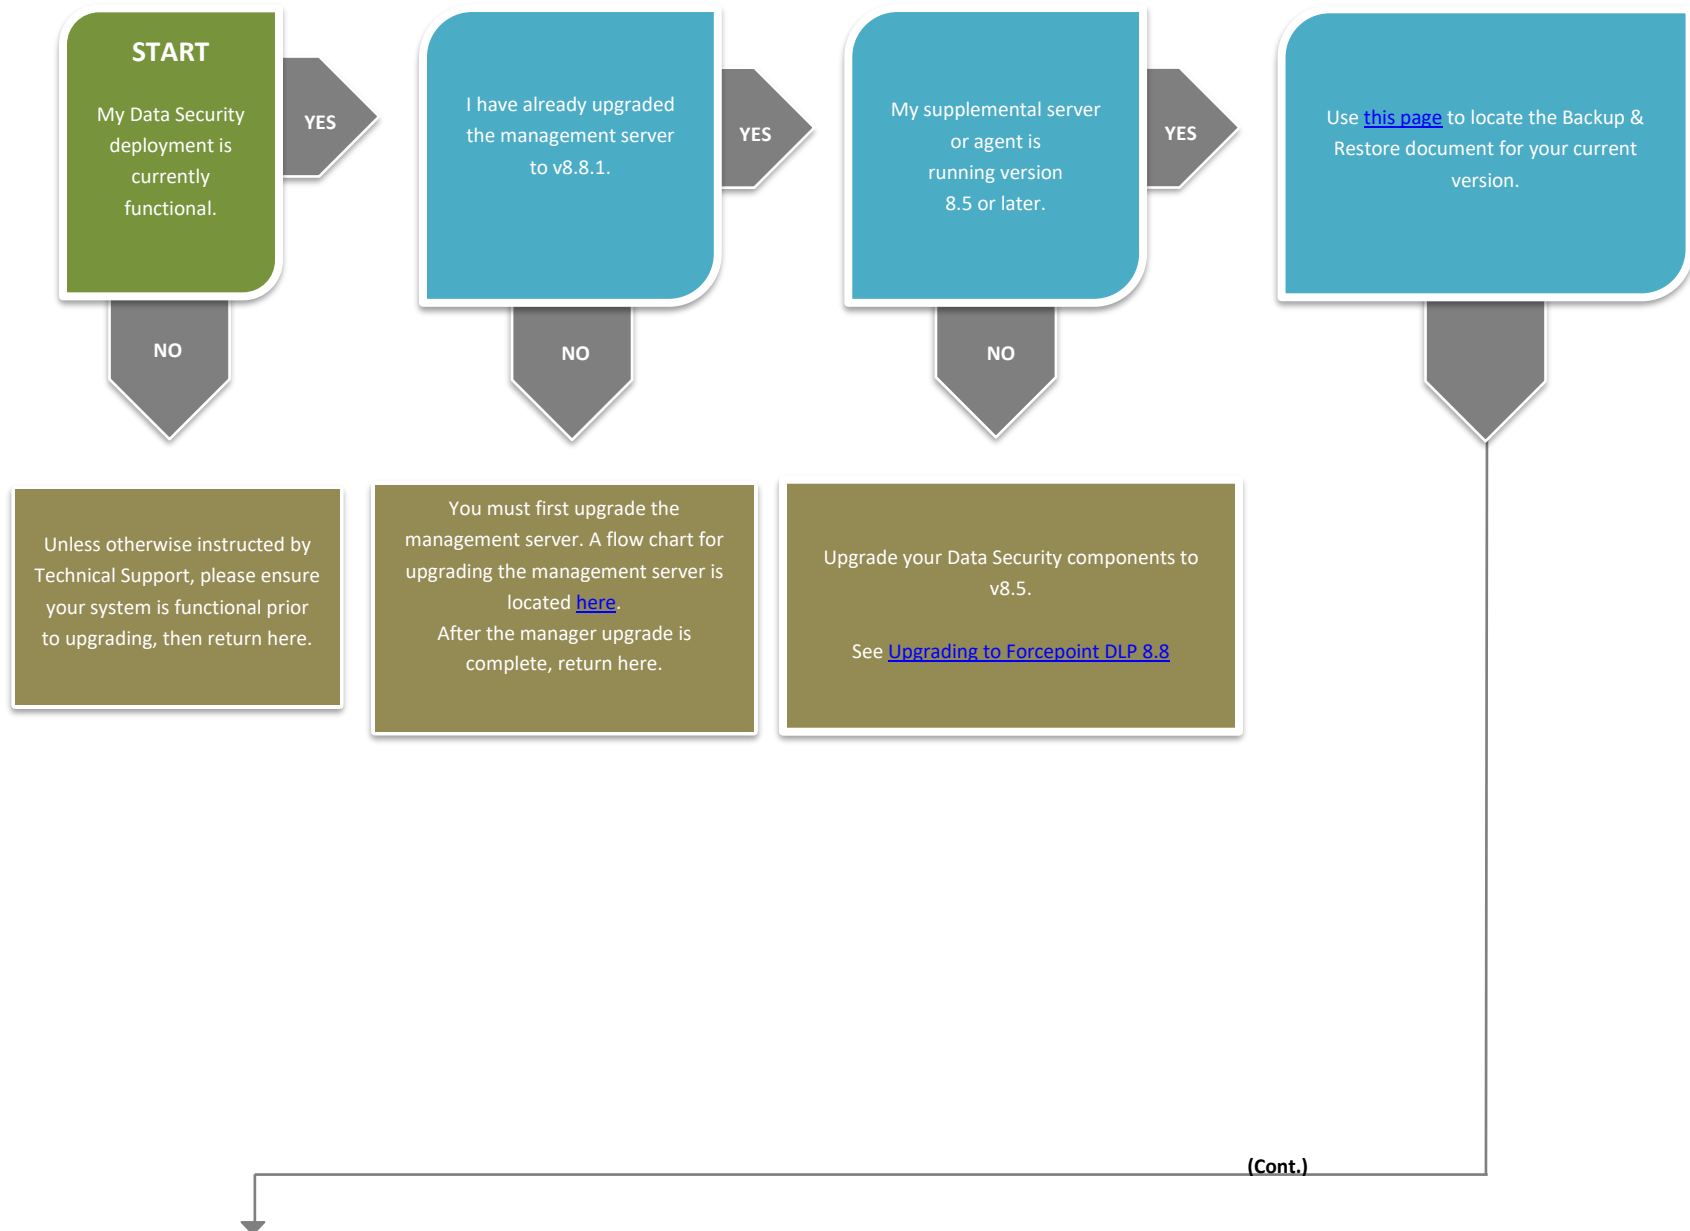 START
My Data Security
deployment is
currently
functional.
YES
NO
I have already upgraded
the management server
to v8.8.1.
YES
NO
My supplemental server
or agent is
running version
8.5 or later.
YES
NO
Use this page to locate the Backup &
Restore document for your current
version.
Unless otherwise instructed by
Technical Support, please ensure
your system is functional prior
to upgrading, then return here.
You must first upgrade the
management server. A flow chart for
upgrading the management server is
located here.
After the manager upgrade is
complete, return here.
Upgrade your Data Security components to
v8.5.
See Upgrading to Forcepoint DLP 8.8
(Cont.)